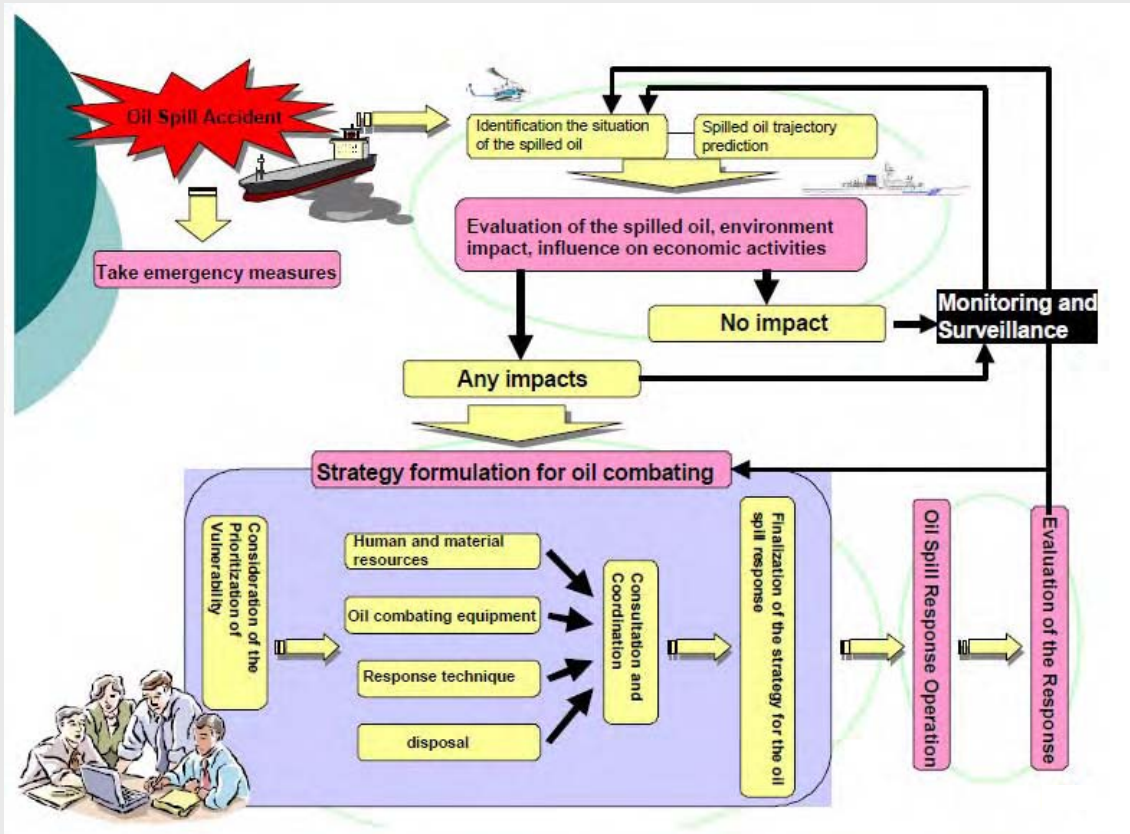 Oil Spill Accident
Identification the situation
of the spilled oil
Spilled oil trajectory
prediction
Evaluation of the spilled oil, environment
impact, influence on economic activities
Take emergency measures
No impact
Monitoring and
Surveillance
Any impacts
Strategy formulation for oil combating
Consideration of the
Prioritization of
Vulnerability
Human and material
resources
Oil combating equipment
Response technique
disposal
Consultation and
Coordination
Finalization of the strategy for the oil
spill response
Oil Spill Response Operation
Evaluation of the Response